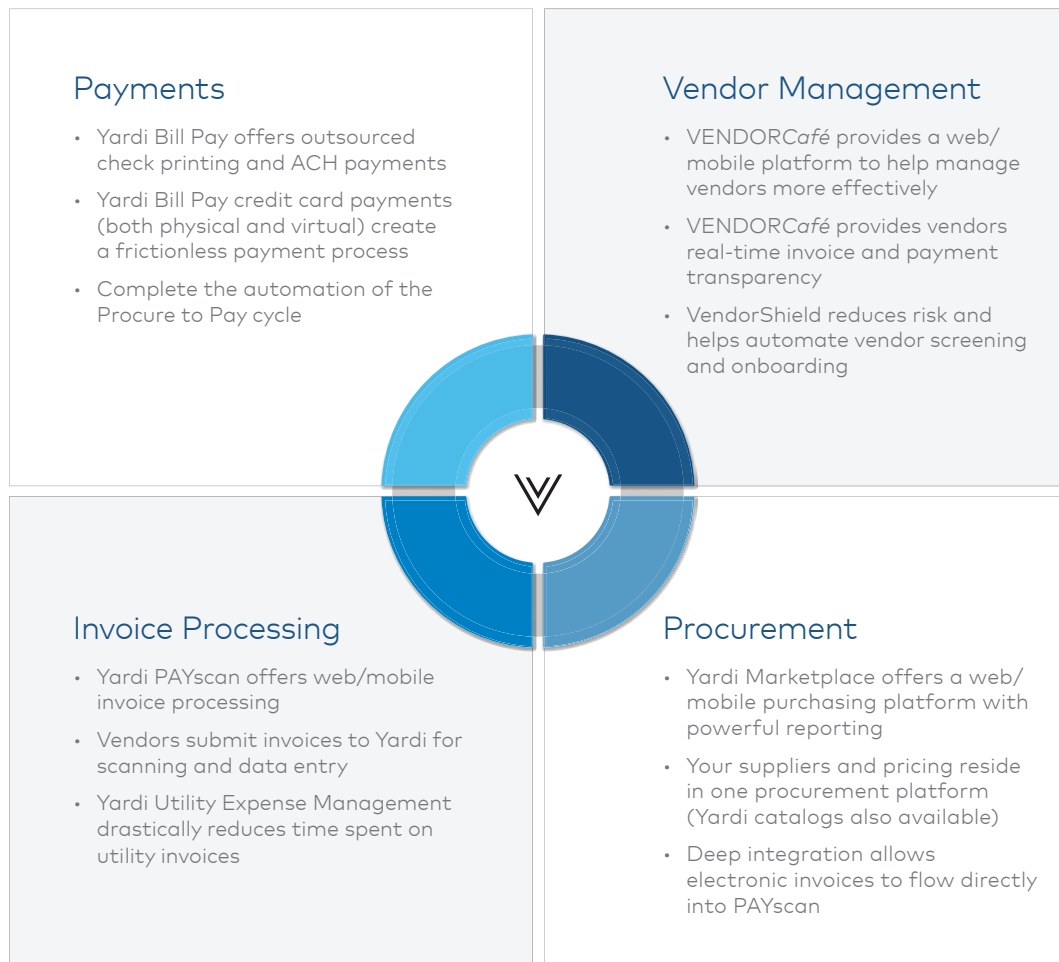 Payments
• Yardi Bill Pay offers outsourced
check printing and ACH payments
• Yardi Bill Pay credit card payments
(both physical and virtual) create
a frictionless payment process
• Complete the automation of the
Procure to Pay cycle
Vendor Management
• VENDORCafé provides a web/
mobile platform to help manage
vendors more effectively
• VENDORCafé provides vendors
real-time invoice and payment
transparency
• VendorShield reduces risk and
helps automate vendor screening
and onboarding
Invoice Processing
• Yardi PAYscan offers web/mobile
invoice processing
• Vendors submit invoices to Yardi for
scanning and data entry
• Yardi Utility Expense Management
drastically reduces time spent on
utility invoices
Procurement
• Yardi Marketplace offers a web/
mobile purchasing platform with
powerful reporting
• Your suppliers and pricing reside
in one procurement platform
(Yardi catalogs also available)
• Deep integration allows
electronic invoices to flow directly
into PAYscan